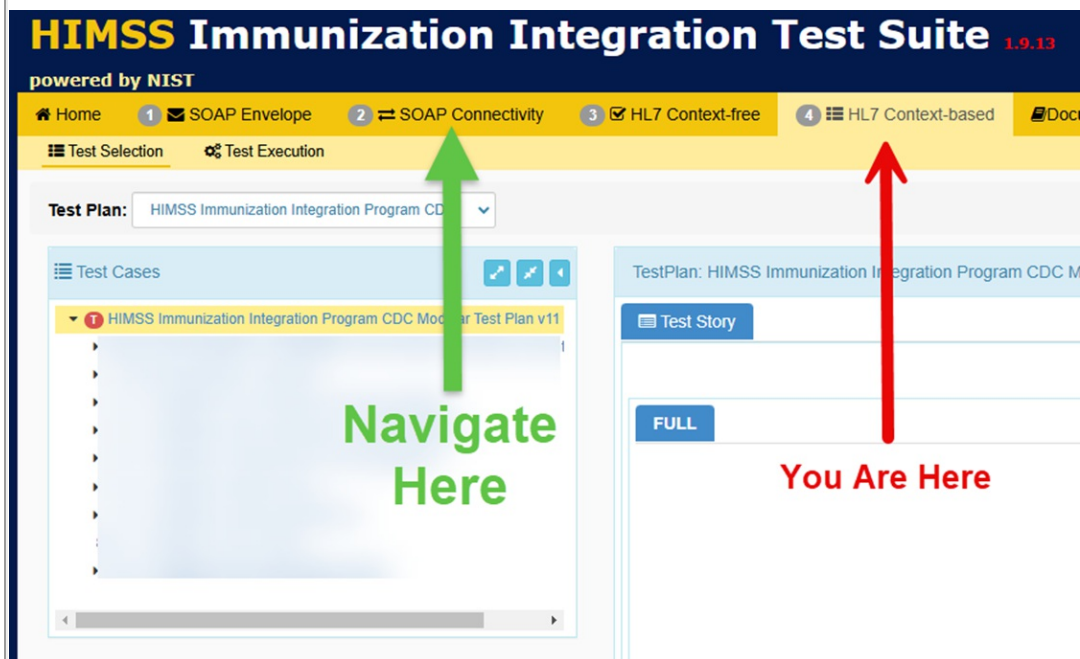 HIMSS Immunization Integration Test Suite 1.9.13
powered by NIST
Home 1 SOAP Envelope 2 SOAP Connectivity 3 HL7 Context-free 4 HL7 Context-based Docu
Test Selection Test Execution
Test Plan: HIMSS Immunization Integration Program CD
Test Cases
TestPlan: HIMSS Immunization Integration Program CDC M
T HIMSS Immunization Integration Program CDC Mod ar Test Plan v11
Test Story
Navigate
Here
FULL
You Are Here